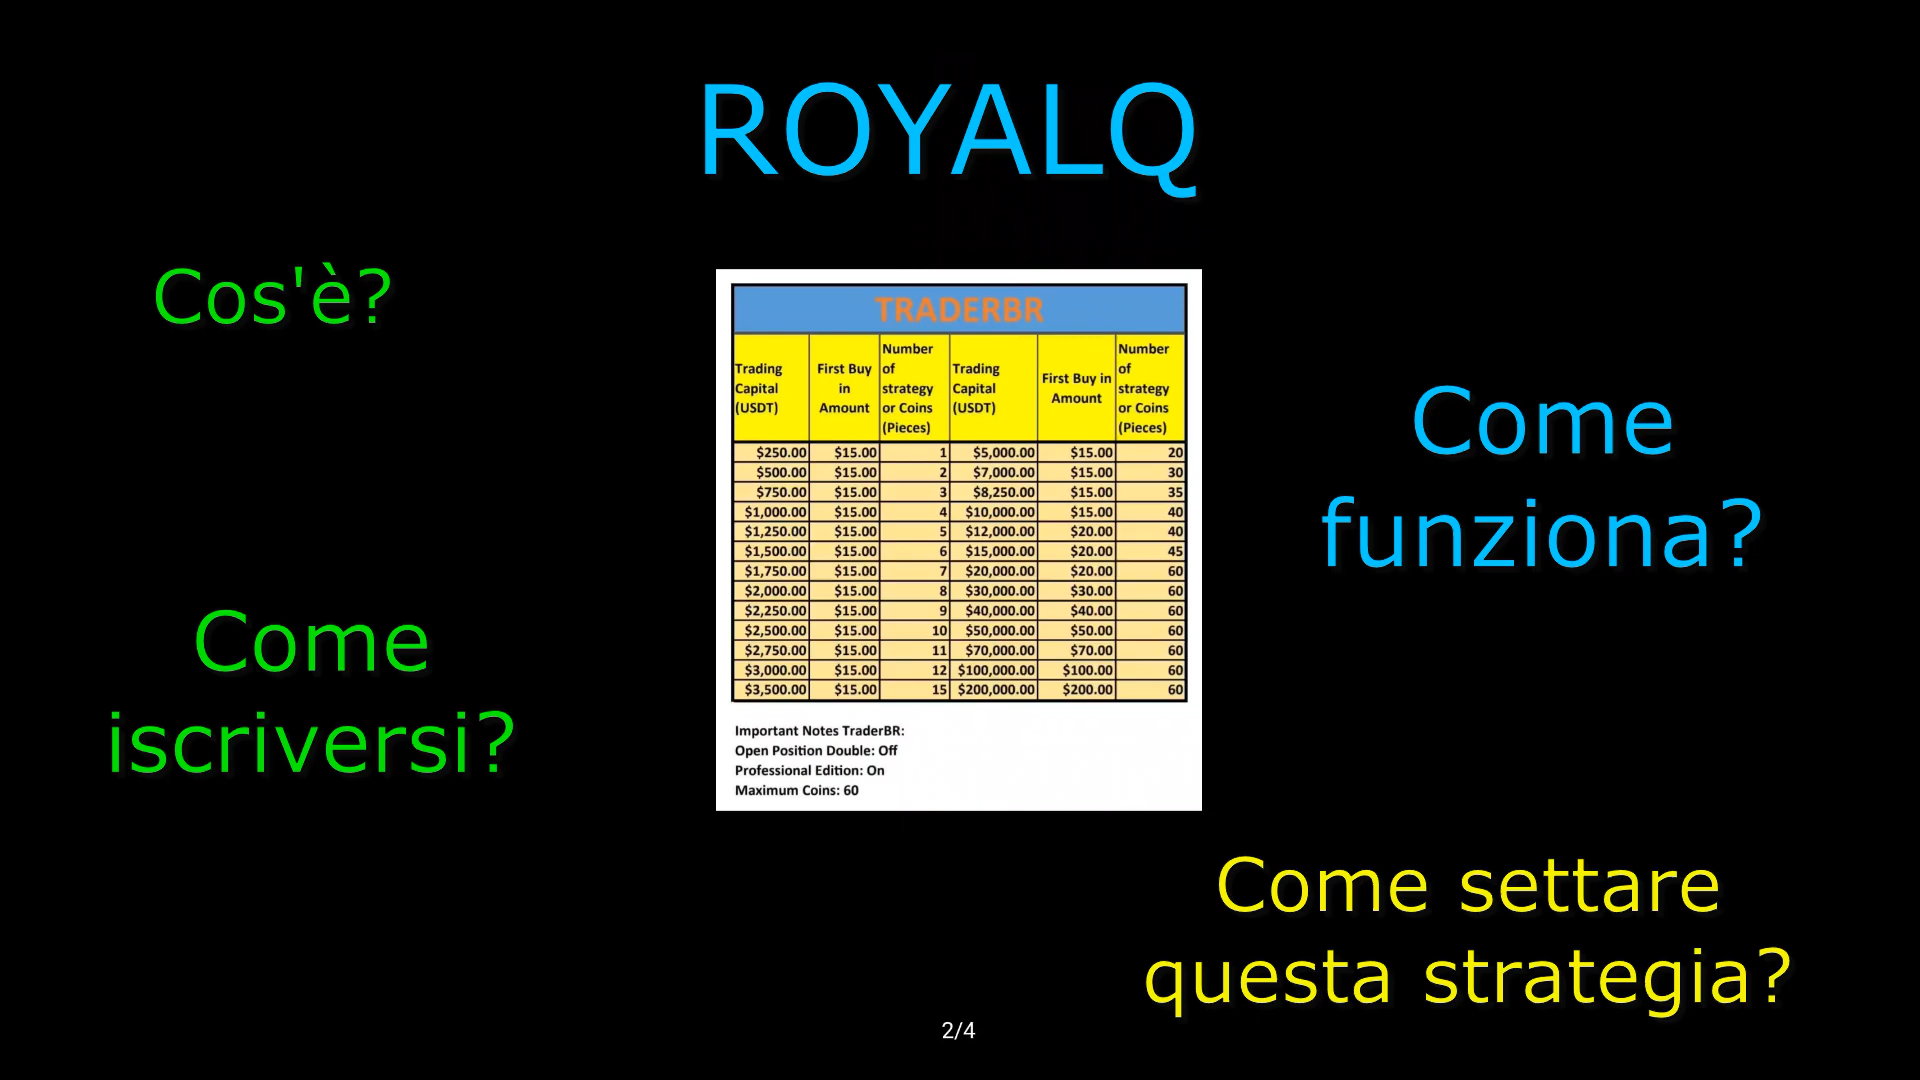 ROYALQ
Cos'è?
Come
iscriversi?
TRADERBR
Trading Capital (USDT) First Buy in Amount Number of strategy or Coins (Pieces) Trading Capital (USDT) First Buy in Amount Number of strategy or Coins (Pieces)
$250.00 $15.00 1 $5,000.00 $15.00 20
$500.00 $15.00 2 $7,000.00 $15.00 30
$750.00 $15.00 3 $8,250.00 $15.00 35
$1,000.00 $15.00 4 $10,000.00 $15.00 40
$1,250.00 $15.00 5 $12,000.00 $20.00 40
$1,500.00 $15.00 6 $15,000.00 $20.00 45
$1,750.00 $15.00 7 $20,000.00 $20.00 60
$2,000.00 $15.00 8 $30,000.00 $30.00 60
$2,250.00 $15.00 9 $40,000.00 $40.00 60
$2,500.00 $15.00 10 $50,000.00 $50.00 60
$2,750.00 $15.00 11 $70,000.00 $70.00 60
$3,000.00 $15.00 12 $100,000.00 $100.00 60
$3,500.00 $15.00 15 $200,000.00 $200.00 60
Important Notes TraderBR:
Open Position Double: Off
Professional Edition: On
Maximum Coins: 60
Come
funziona?
Come settare
questa strategia?
2/4